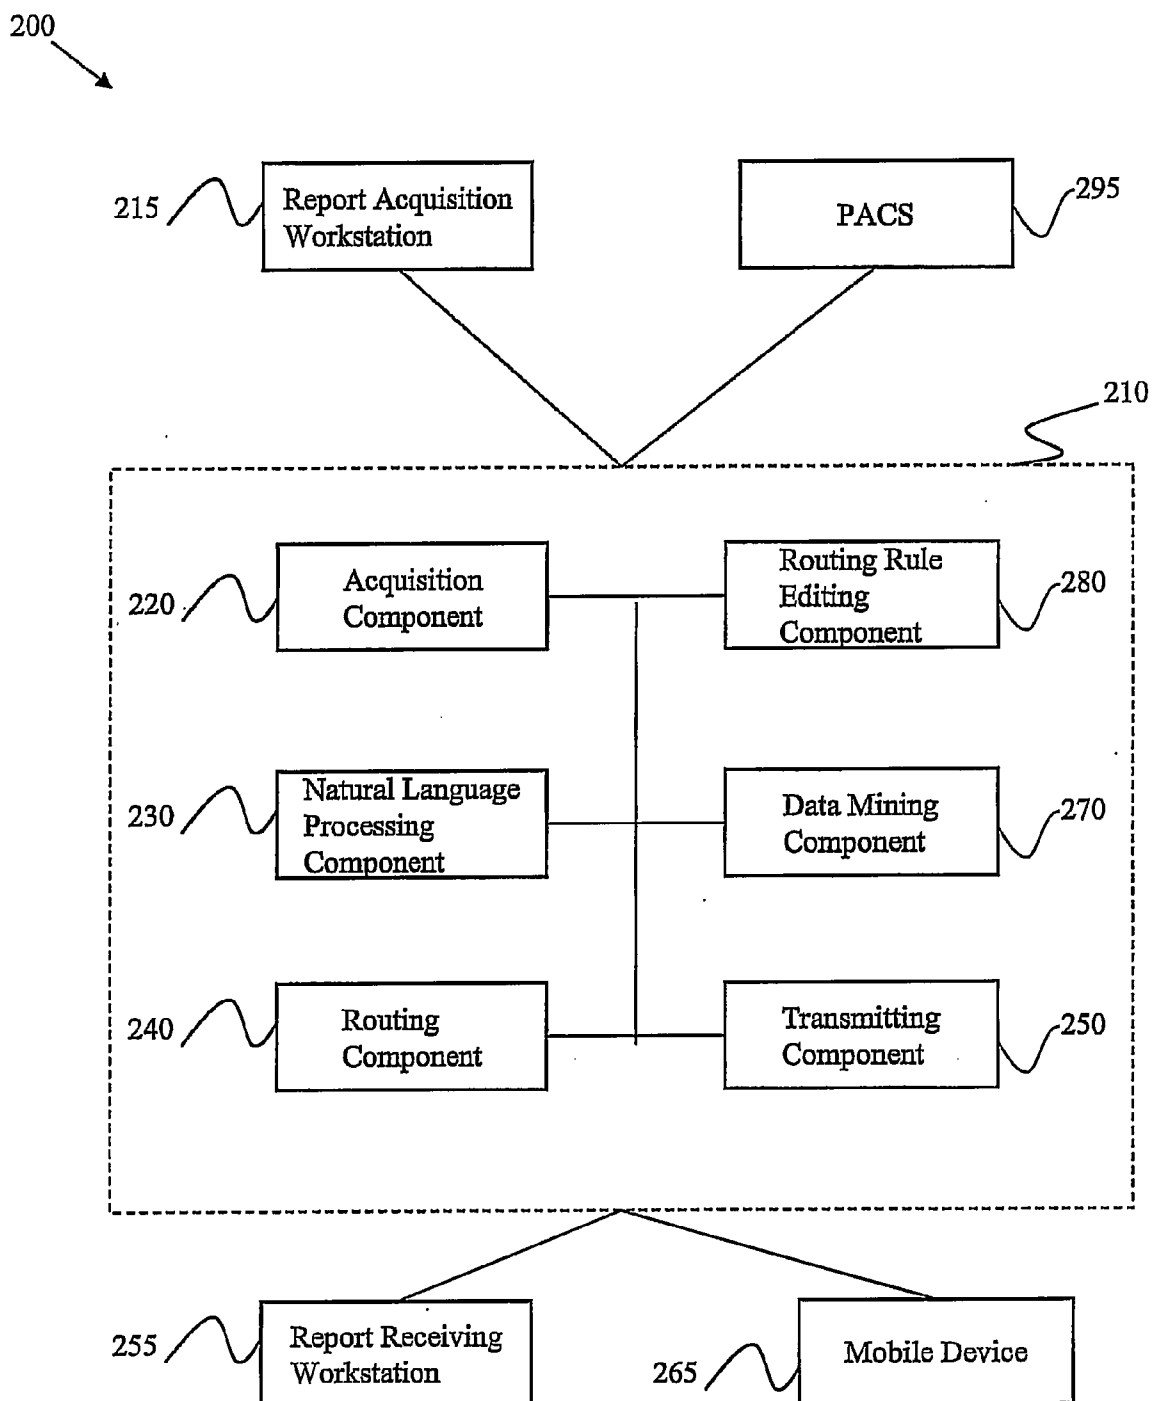 200
215
Report Acquisition
Workstation
PACS
295
210
220
Acquisition
Component
Routing Rule
Editing
Component
280
230
Natural Language
Processing
Component
Data Mining
Component
270
240
Routing
Component
Transmitting
Component
250
255
Report Receiving
Workstation
265
Mobile Device